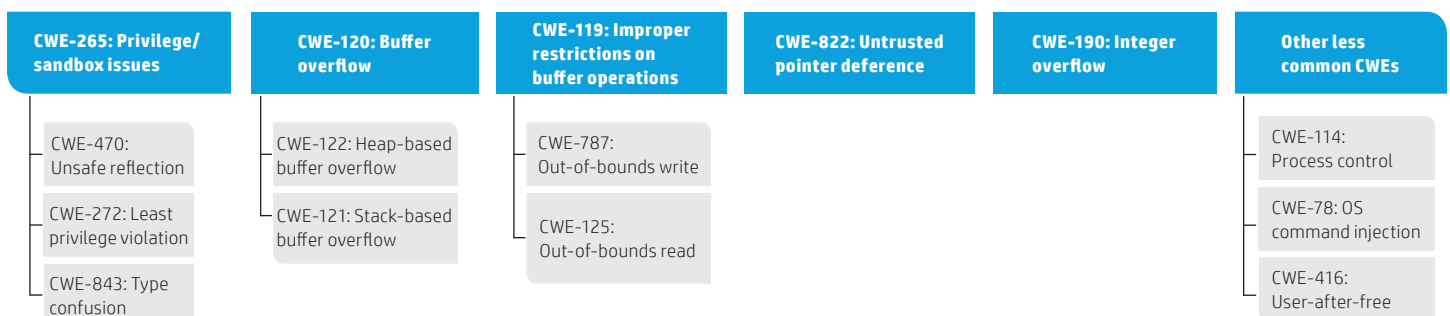 CWE-265: Privilege/
sandbox issues
CWE-470:
Unsafe reflection
CWE-272: Least
privilege violation
CWE-843: Type
confusion
CWE-120: Buffer
overflow
CWE-122: Heap-based
buffer overflow
CWE-121: Stack-based
buffer overflow
CWE-119: Improper
restrictions on
buffer operations
CWE-787:
Out-of-bounds write
CWE-125:
Out-of-bounds read
CWE-822: Untrusted
pointer deference
CWE-190: Integer
overflow
Other less
common CWEs
CWE-114:
Process control
CWE-78: OS
command injection
CWE-416:
User-after-free